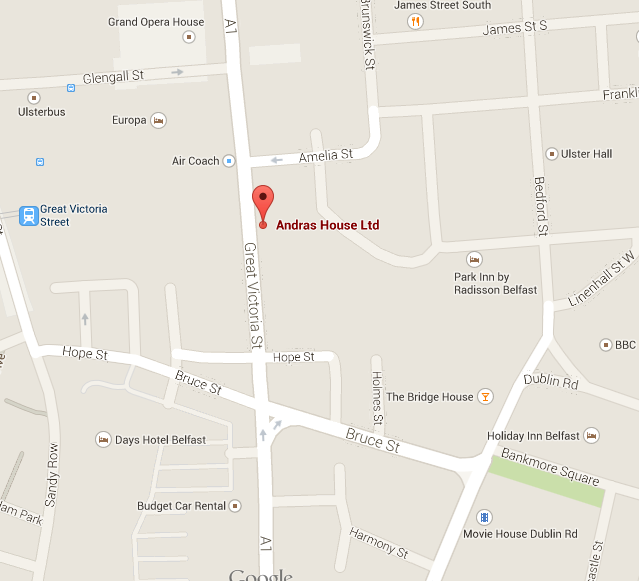 James Street South
Grand Opera House
A1
Brunswick St
James St S
Glengall St
Ulsterbus
Europa
Frankl
Air Coach
Amelia St
Ulster Hall
Great Victoria
Street
Andras House Ltd
Bedford St
Great Victoria St
Park Inn by
Radisson Belfast
Linenhall St W
Hope St
Hope St
BBC
Bruce St
Holmes St
Dublin Rd
The Bridge House
Days Hotel Belfast
Bruce St
Holiday Inn Belfast
Sandy Row
Bankmore Square
Budget Car Rental
am Park
Movie House Dublin Rd
A1
Harmony St
castle St
Google